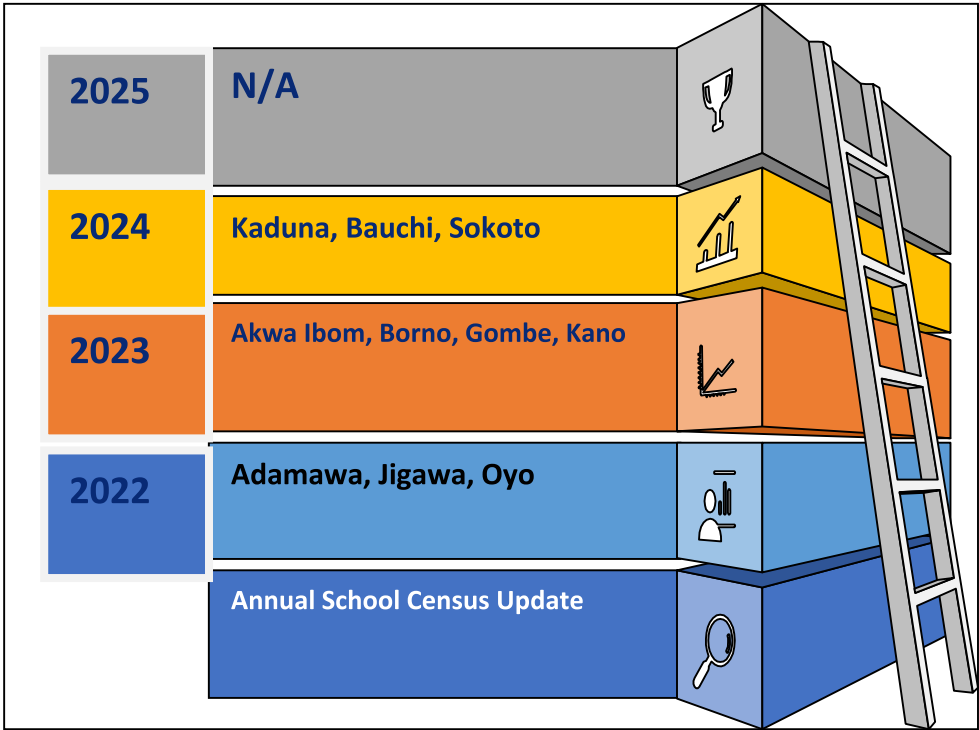 2025
N/A
2024
Kaduna, Bauchi, Sokoto
2023
Akwa Ibom, Borno, Gombe, Kano
2022
Adamawa, Jigawa, Oyo
Annual School Census Update